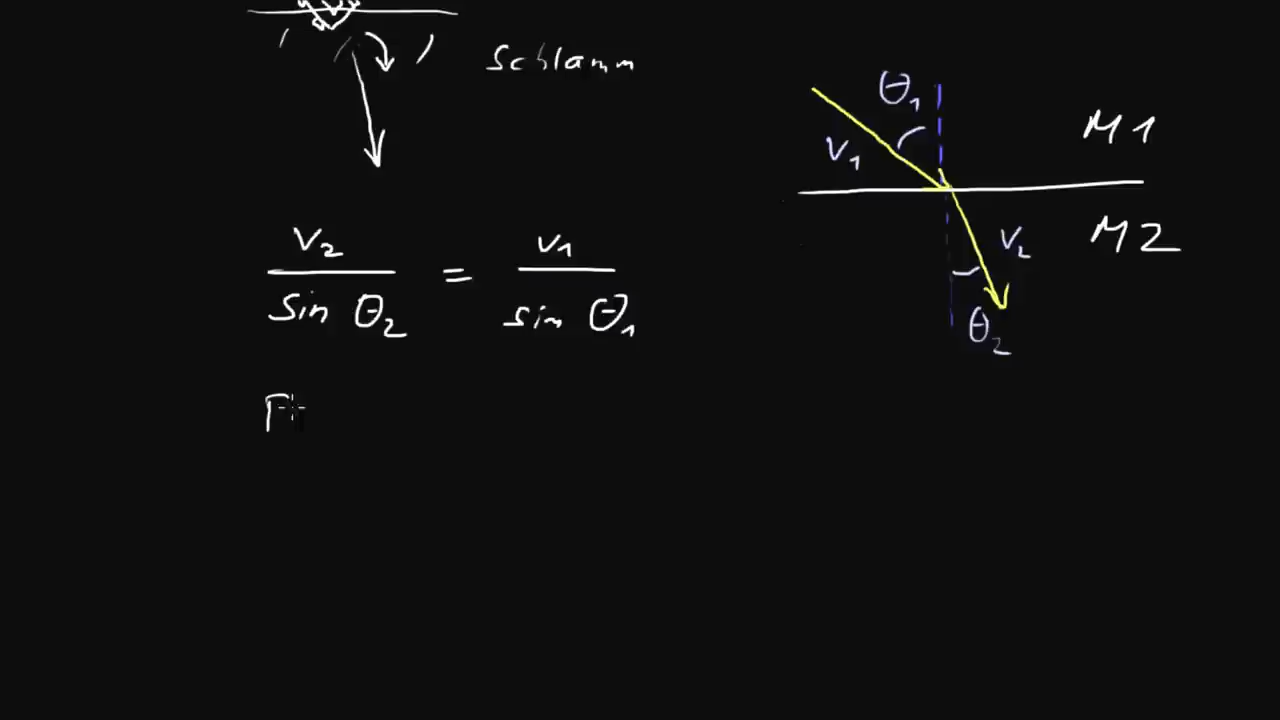 Schlamm
θ₁
v₁
M1
M2
v₂
θ₂
v₂ / sin θ₂ = v₁ / sin θ₁